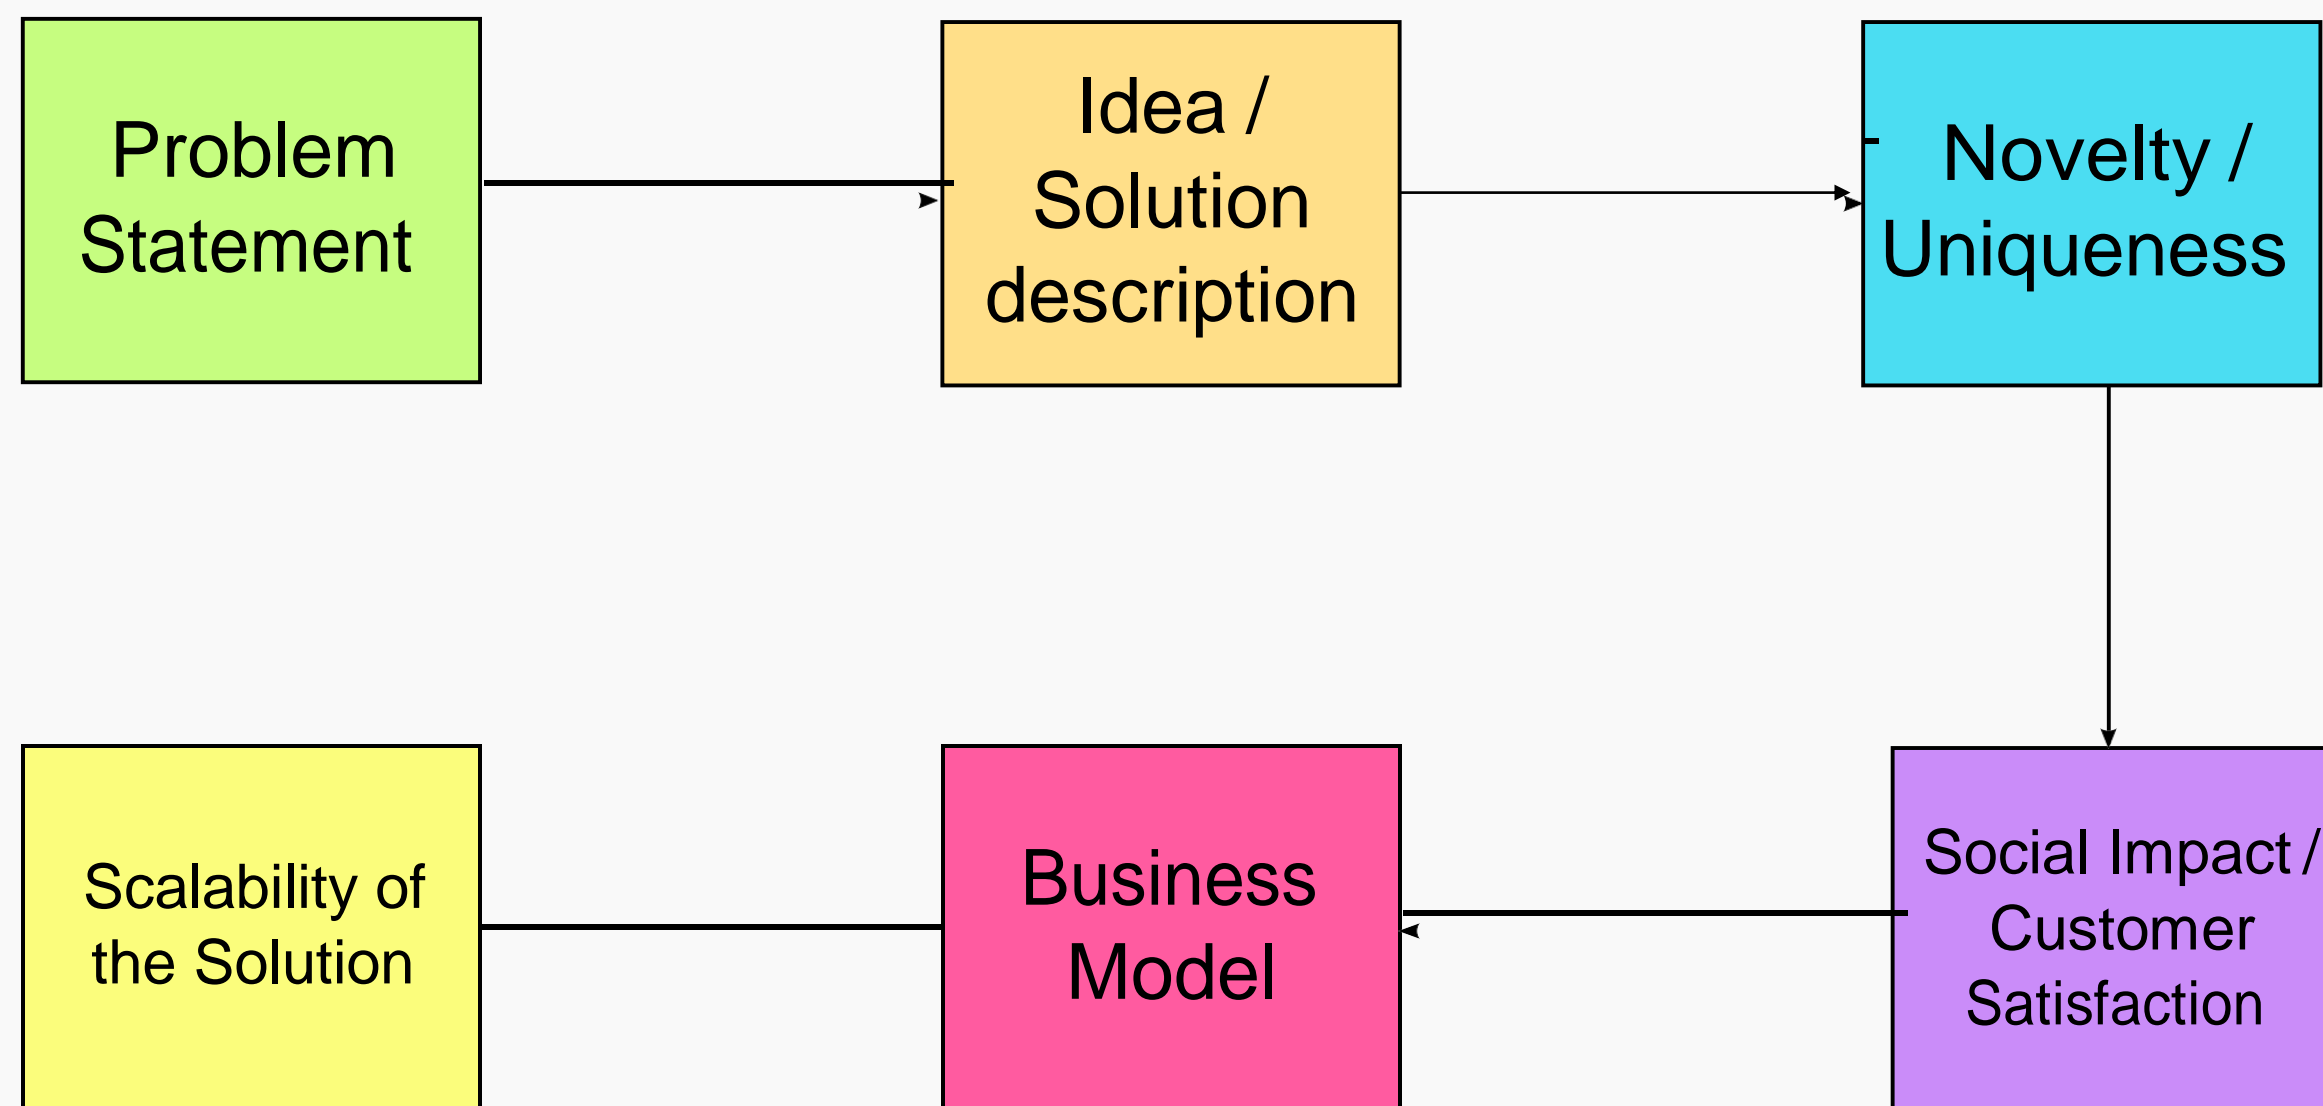 Problem
Statement
Idea /
Solution
description
Novelty /
Uniqueness
Social Impact /
Customer
Satisfaction
Business
Model
Scalability of
the Solution